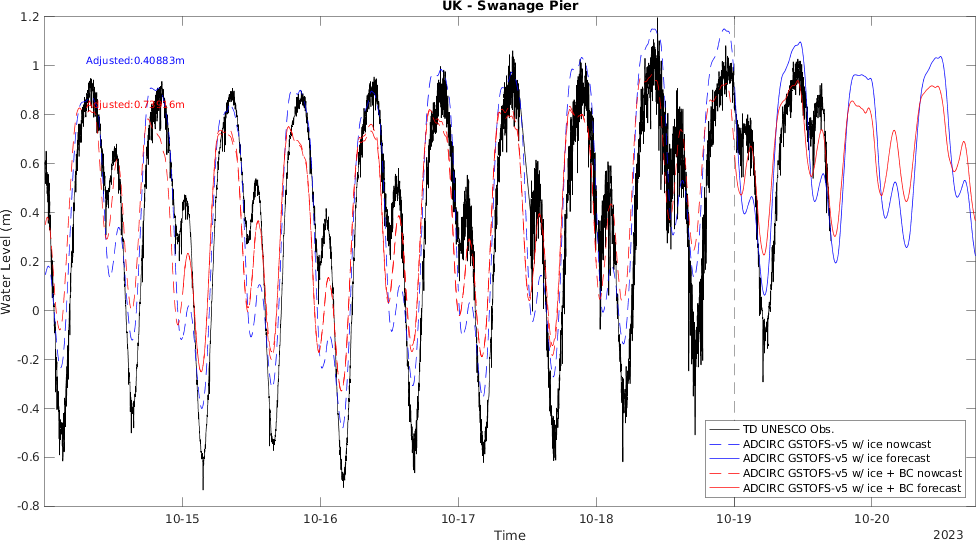 UK - Swanage Pier
1.2
1
0.8
0.6
0.4
0.2
0
-0.2
-0.4
-0.6
-0.8
Water Level (m)
Adjusted:0.40883m
10-15
10-16
10-17
10-18
10-19
10-20
Time
2023
TD UNESCO Obs.
ADCIRC GSTOFS-v5 w/ ice nowcast
ADCIRC GSTOFS-v5 w/ ice forecast
ADCIRC GSTOFS-v5 w/ ice + BC nowcast
ADCIRC GSTOFS-v5 w/ ice + BC forecast